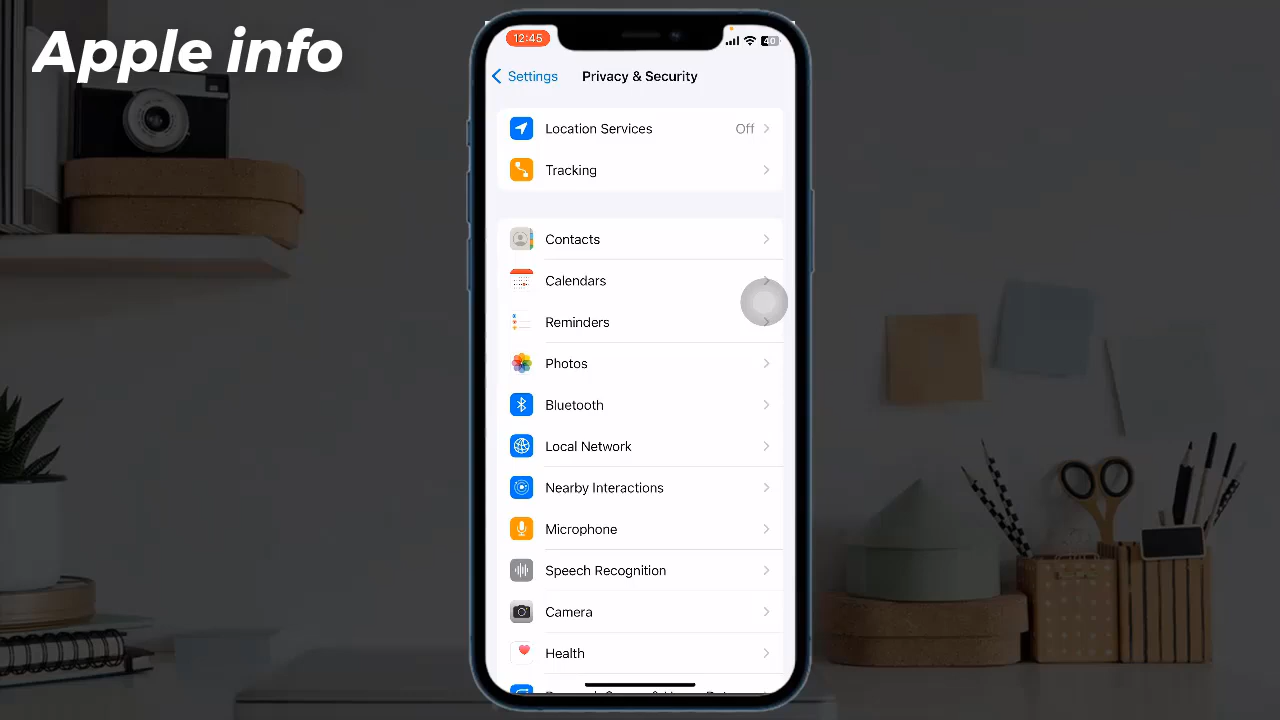 Apple info
12:45
40
Settings
Privacy & Security
Location Services
Off
Tracking
Contacts
Calendars
Reminders
Photos
Bluetooth
Local Network
Nearby Interactions
Microphone
Speech Recognition
Camera
Health